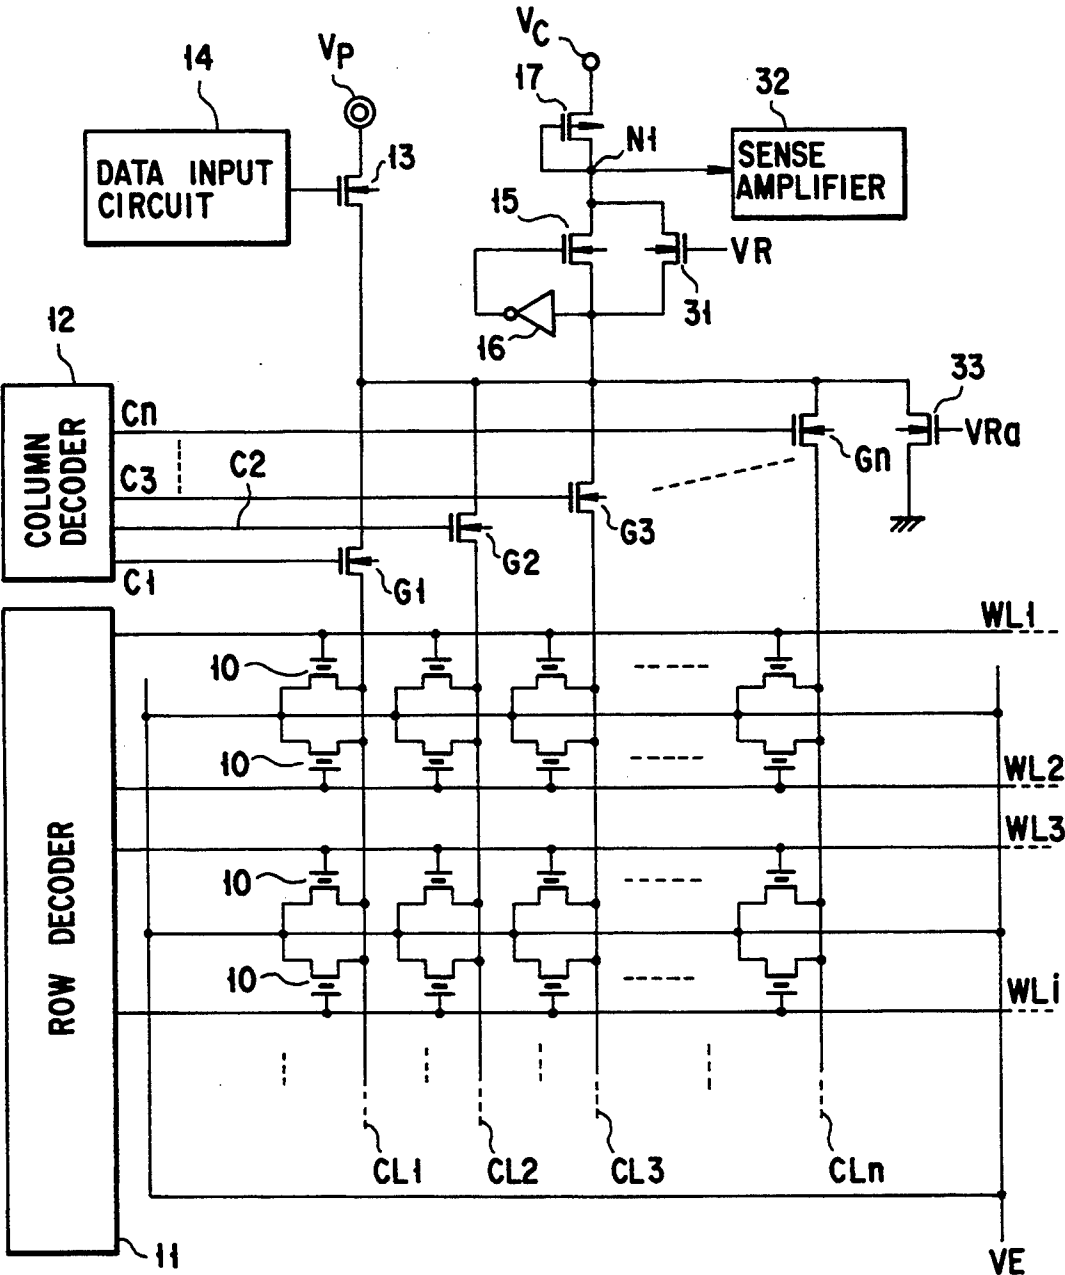 VC
14
VP
17
32
DATA INPUT
CIRCUIT
13
N1
SENSE
AMPLIFIER
15
VR
31
16
12
33
COLUMN
DECODER
Cn
VRa
Gn
C3
C2
G3
G2
C1
G1
WL1
10
10
WL2
WL3
ROW DECODER
10
10
WLi
CL1
CL2
CL3
CLn
11
VE